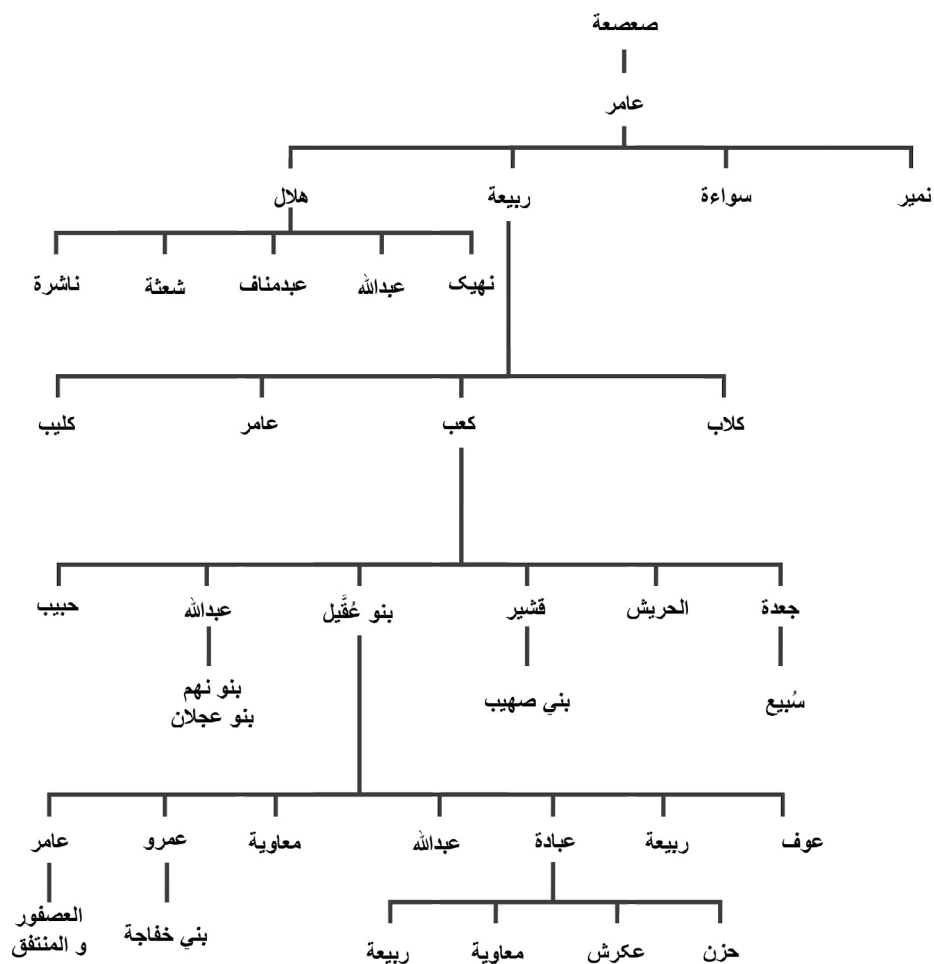 صعصعة
عامر
نمير
سواءة
ربيعة
هلال
نهيک
عبدالله
عبدمناف
شعثة
ناشرة
كلاب
كعب
عامر
كليب
جعدة
الحريش
قشير
بنو عُقَّيل
عبدالله
حبيب
سُبيع
بني صهيب
بنو نهم
بنو عجلان
عوف
ربيعة
عبادة
عبدالله
معاوية
عمرو
عامر
حزن
عكرش
معاوية
ربيعة
بني خفاجة
العصفور
و المنتفق